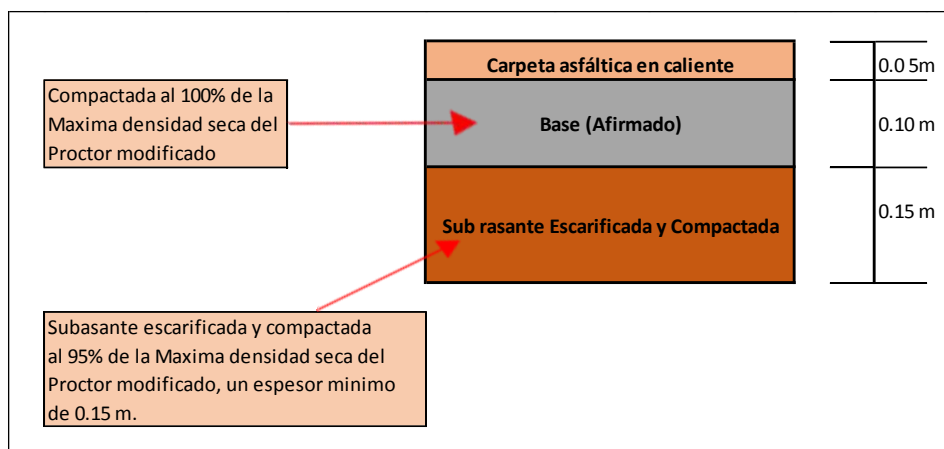 Carpeta asfáltica en caliente
0.0 5m
Compactada al 100% de la
Maxima densidad seca del
Proctor modificado
Base (Afirmado)
0.10 m
Sub rasante Escarificada y Compactada
0.15 m
Subasante escarificada y compactada
al 95% de la Maxima densidad seca del
Proctor modificado, un espesor minimo
de 0.15 m.